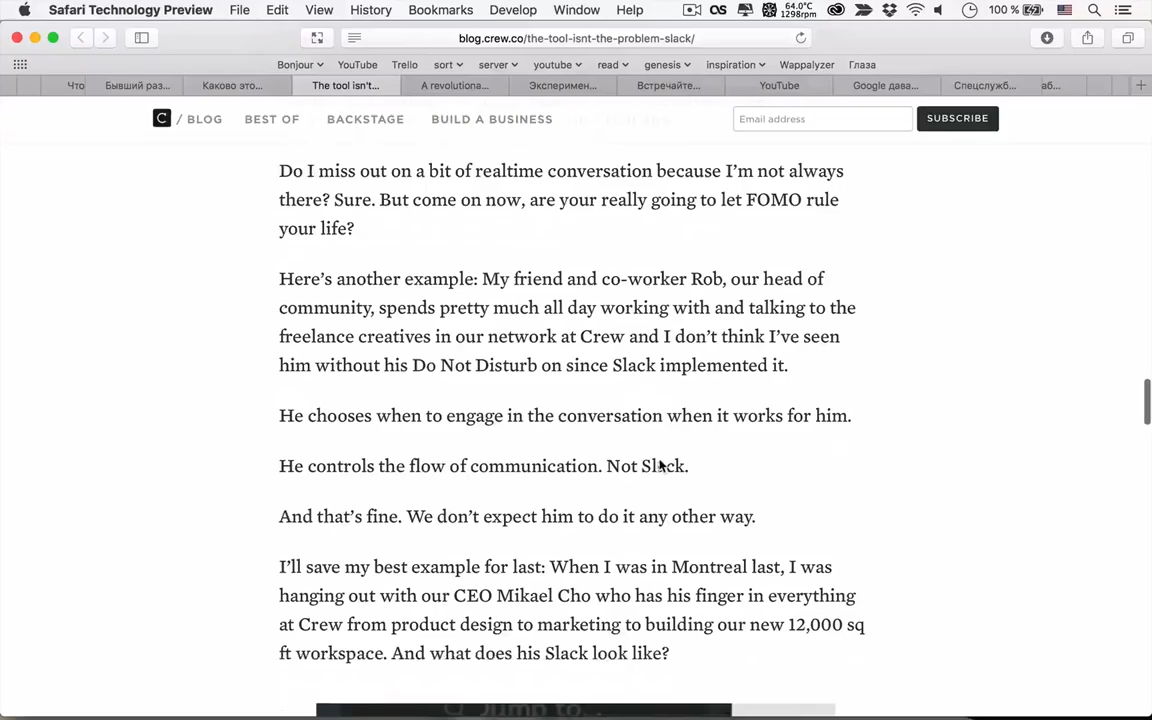 Safari Technology Preview File Edit View History Bookmarks Develop Window Help 64.0°C 1298rpm 100 %
blog.crew.co/the-tool-isnt-the-problem-slack/
Bonjour YouTube Trello sort server youtube read genesis inspiration Wappalyzer Глаза
Что Бывший раз... Каково это... The tool isn't... A revolutiona... Эксперимен... Встречайте... YouTube Google дава... Спецслужб... аб...
C / BLOG BEST OF BACKSTAGE BUILD A BUSINESS Email address SUBSCRIBE
Do I miss out on a bit of realtime conversation because I’m not always
there? Sure. But come on now, are your really going to let FOMO rule
your life?
Here’s another example: My friend and co-worker Rob, our head of
community, spends pretty much all day working with and talking to the
freelance creatives in our network at Crew and I don’t think I’ve seen
him without his Do Not Disturb on since Slack implemented it.
He chooses when to engage in the conversation when it works for him.
He controls the flow of communication. Not Slack.
And that’s fine. We don’t expect him to do it any other way.
I’ll save my best example for last: When I was in Montreal last, I was
hanging out with our CEO Mikael Cho who has his finger in everything
at Crew from product design to marketing to building our new 12,000 sq
ft workspace. And what does his Slack look like?
Jump to...